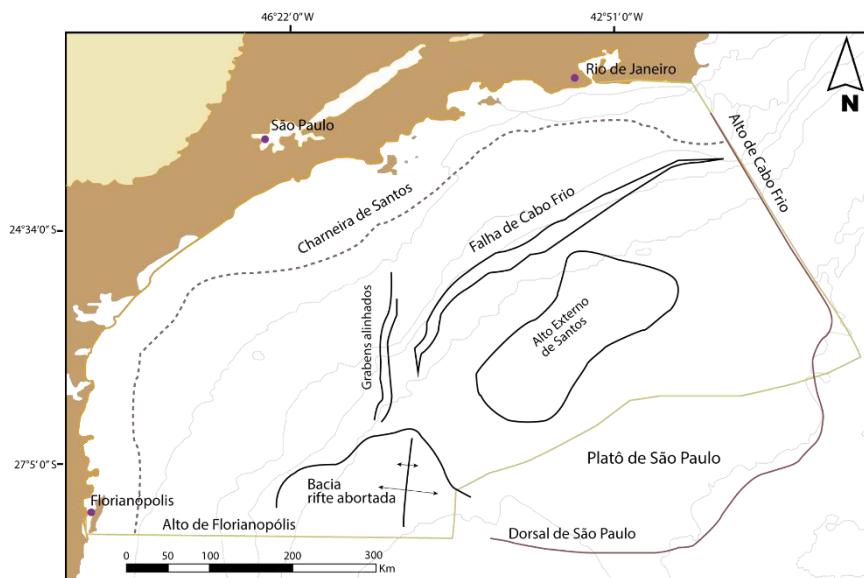 46°22'0"W
42°51'0"W
Rio de Janeiro
N
São Paulo
Alto de Cabo Frio
Charneira de Santos
Falha de Cabo Frio
24°34'0"S
Grabens alinhados
Alto Externo
de Santos
27°5'0"S
Platô de São Paulo
Bacia
rifte abortada
Florianopolis
Alto de Florianopólis
Dorsal de São Paulo
0 50 100 200 300
Km